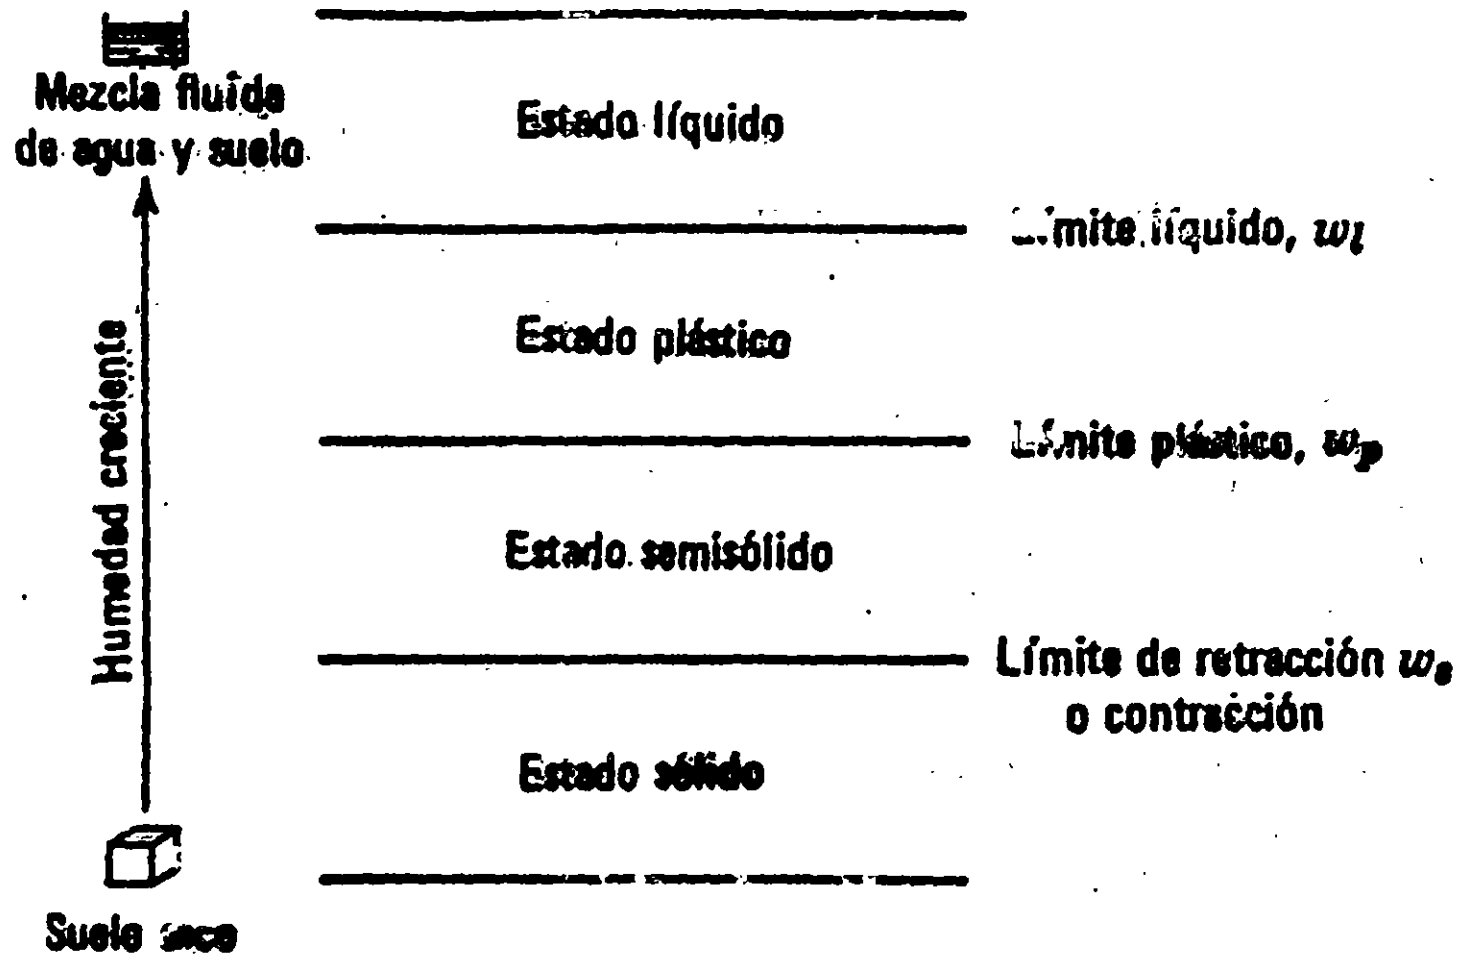 Mezcla fluída
de agua y suelo
Estado líquido
Límite líquido, wl
Estado plástico
Humedad creciente
Límite plástico, wp
Estado semisólido
Límite de retracción ws
o contracción
Estado sólido
Suelo seco